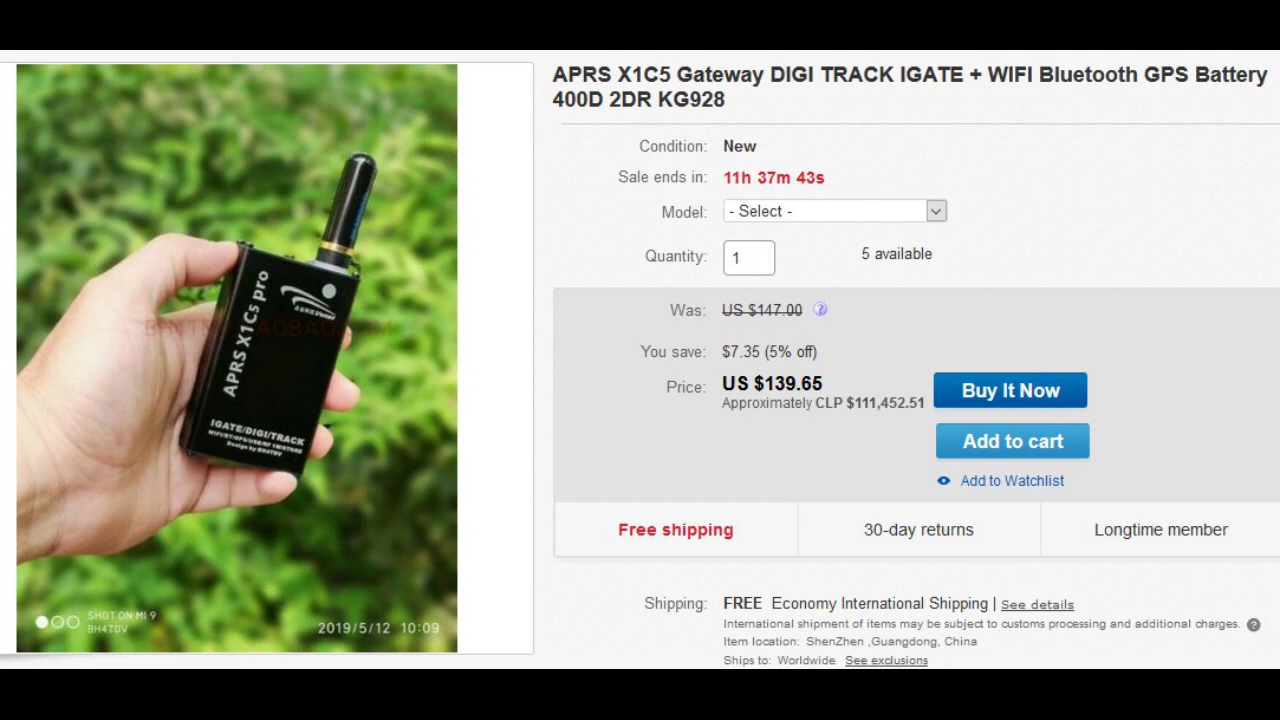 APRS X1C5 Gateway DIGI TRACK IGATE + WIFI Bluetooth GPS Battery
400D 2DR KG928
Condition: New
Sale ends in: 11h 37m 43s
Model: - Select -
Quantity: 1 5 available
Was: US $147.00
You save: $7.35 (5% off)
Price: US $139.65
Approximately CLP $111,452.51
Buy It Now
Add to cart
Add to Watchlist
Free shipping 30-day returns Longtime member
Shipping: FREE Economy International Shipping | See details
International shipment of items may be subject to customs processing and additional charges.
Item location: ShenZhen ,Guangdong, China
Ships to: Worldwide See exclusions
APRS X1C5 pro
IGATE/DIGI/TRACK
Design by BH4TDV
SHOT ON MI 9
BH4TDV
2019/5/12 10:09